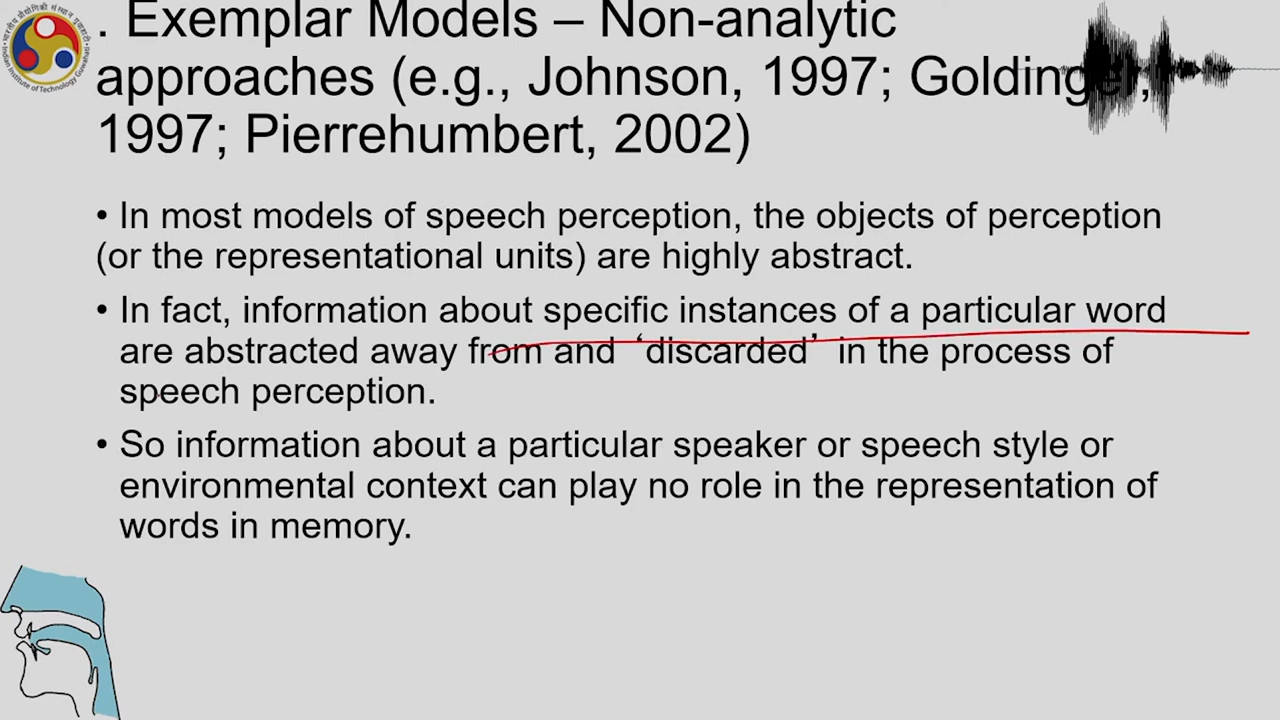 . Exemplar Models – Non-analytic
approaches (e.g., Johnson, 1997; Goldinger,
1997; Pierrehumbert, 2002)
• In most models of speech perception, the objects of perception
(or the representational units) are highly abstract.
• In fact, information about specific instances of a particular word
are abstracted away from and ‘discarded’ in the process of
speech perception.
• So information about a particular speaker or speech style or
environmental context can play no role in the representation of
words in memory.